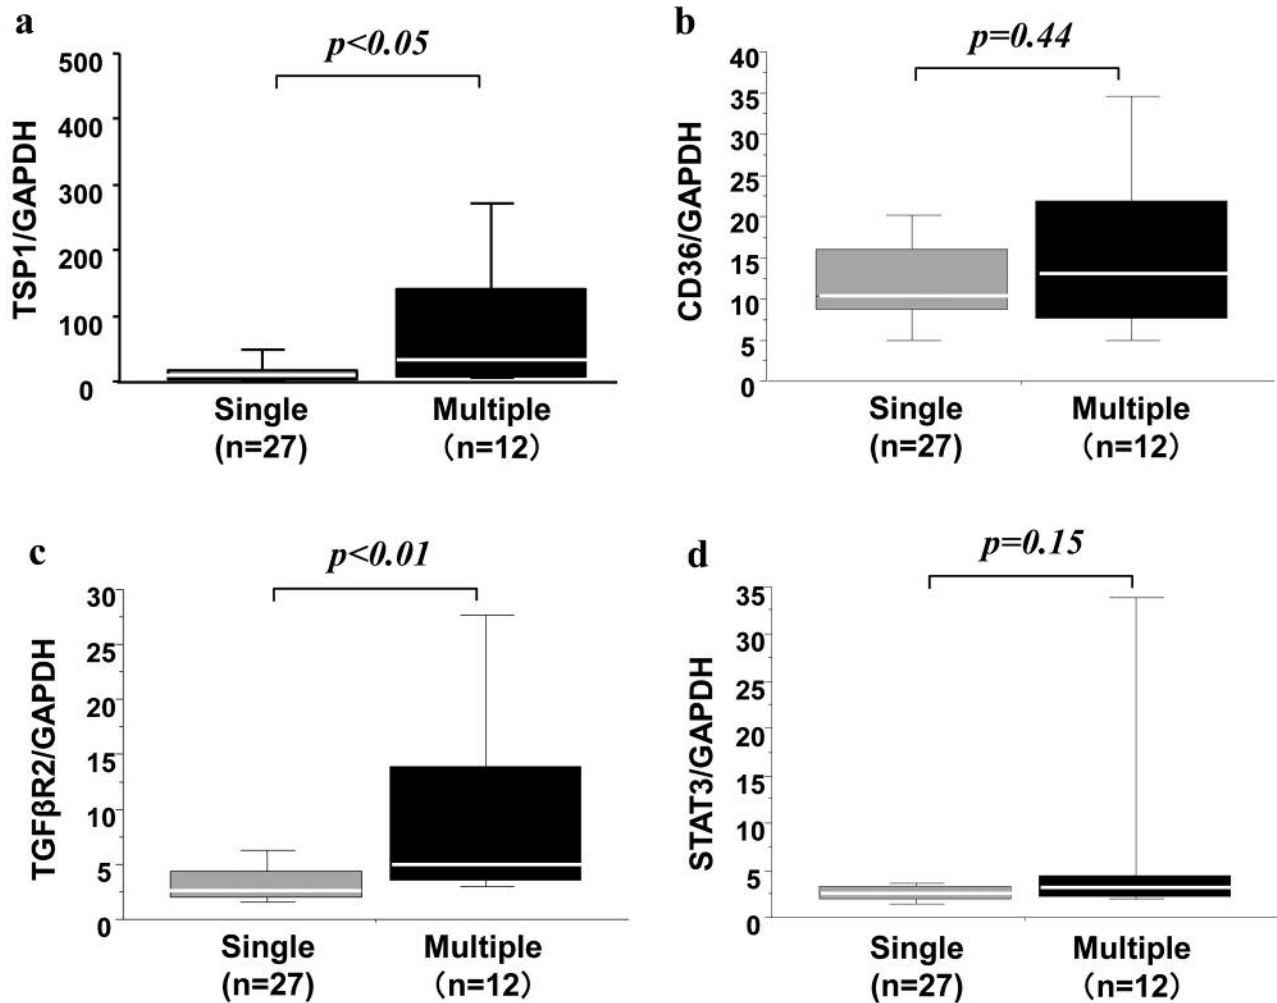 a
p<0.05
TSP1/GAPDH
500
400
300
200
100
0
Single
Multiple
(n=27)
（n=12）
b
p=0.44
CD36/GAPDH
40
35
30
25
20
15
10
5
0
Single
Multiple
(n=27)
（n=12）
c
p<0.01
TGFβR2/GAPDH
30
25
20
15
10
5
0
Single
Multiple
(n=27)
（n=12）
d
p=0.15
STAT3/GAPDH
35
30
25
20
15
10
5
0
Single
Multiple
(n=27)
（n=12）